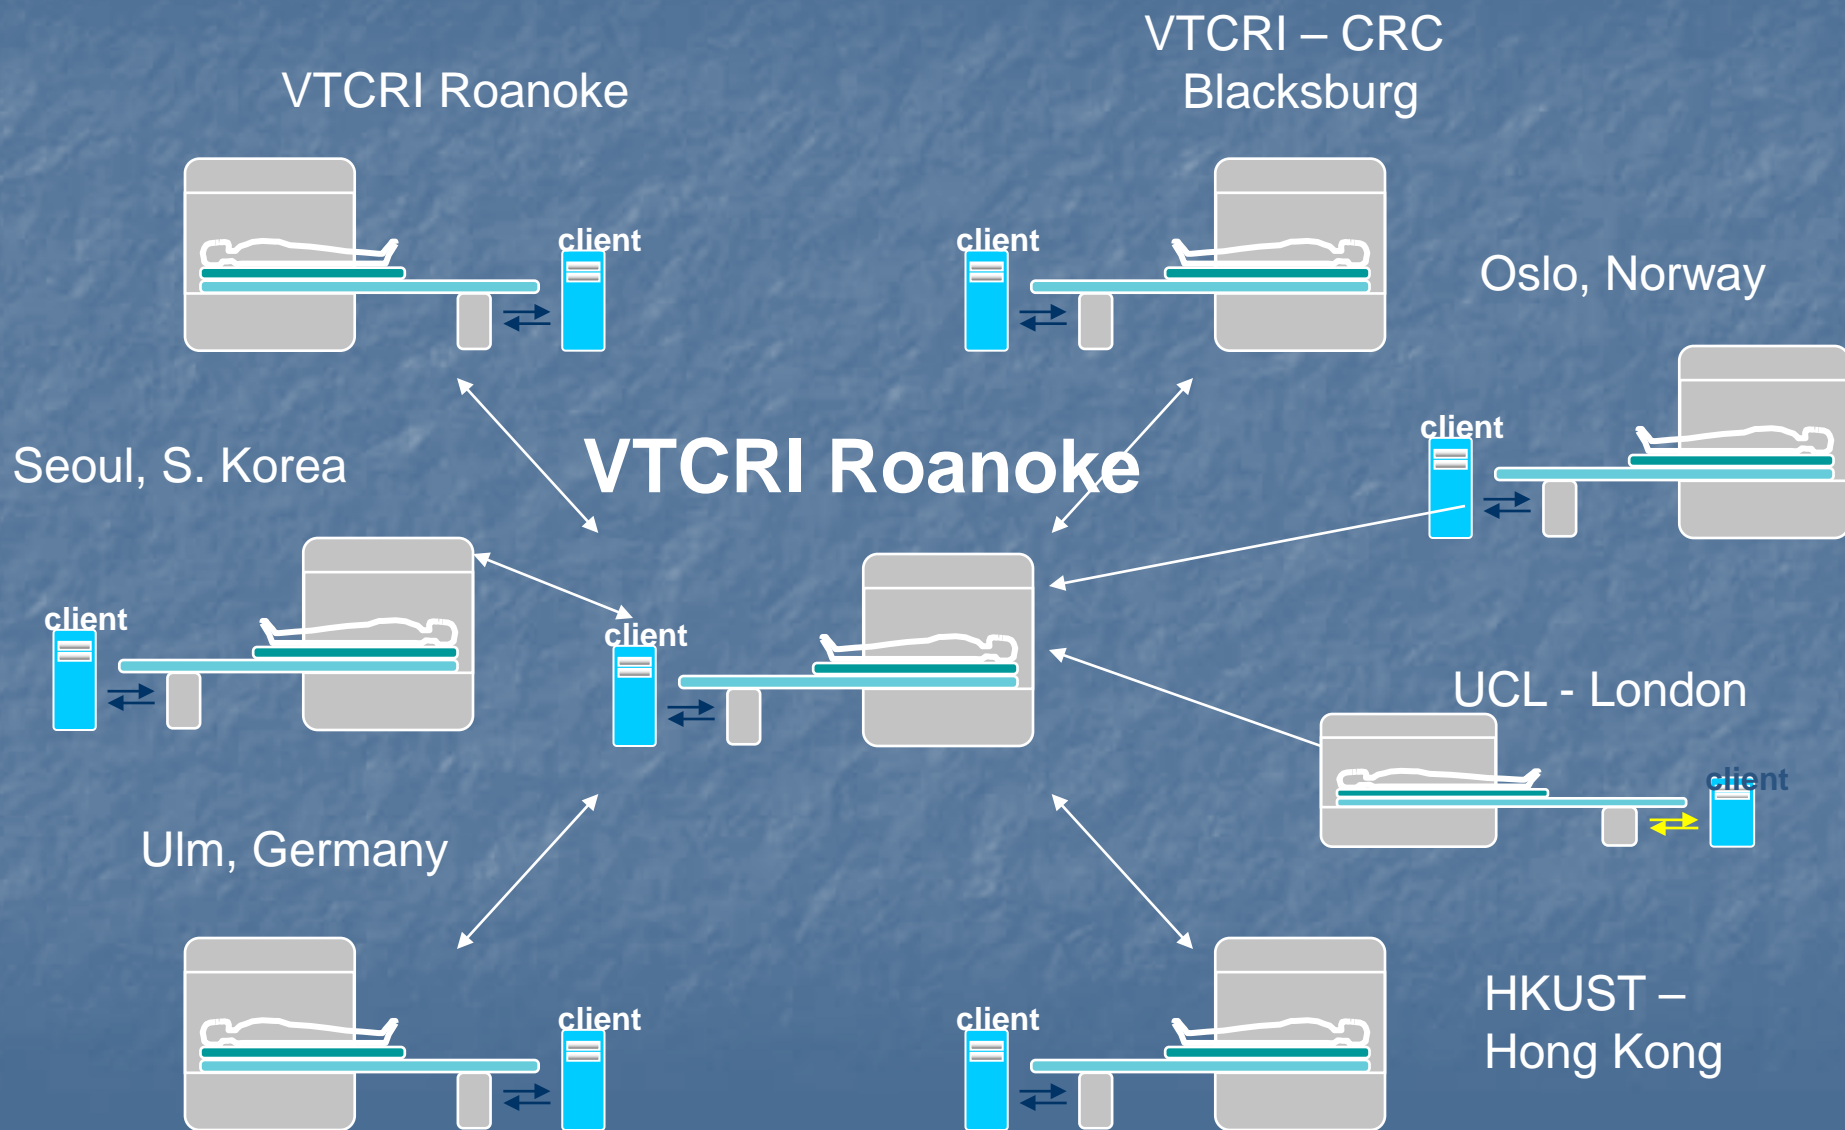 VTCRI – CRC
Blacksburg
VTCRI Roanoke
client
client
Oslo, Norway
client
VTCRI Roanoke
Seoul, S. Korea
client
client
UCL - London
client
Ulm, Germany
HKUST –
Hong Kong
client
client